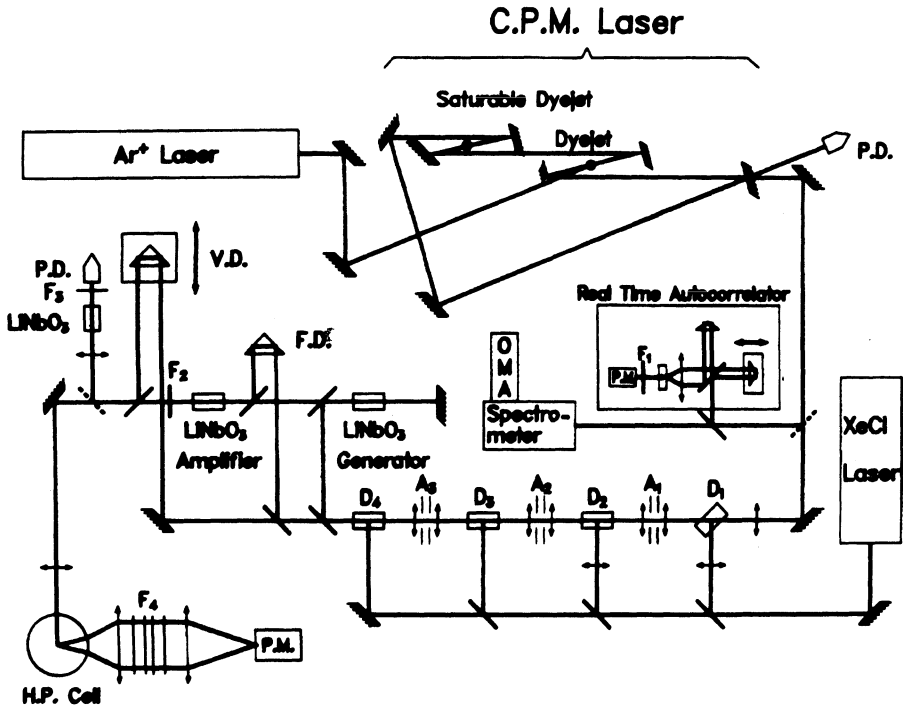 C.P.M. Laser
Saturable Dyejet
Dyejet
Ar+ Laser
P.D.
V.D.
P.D.
F3
LiNbO3
Real Time Autocorrelator
F.D.
F1
P.M.
OMA
F2
Spectro-
meter
XeCl
Laser
LiNbO3
Amplifier
LiNbO3
Generator
D4
A3
D3
A2
D2
A1
D1
F4
P.M.
H.P. Cell